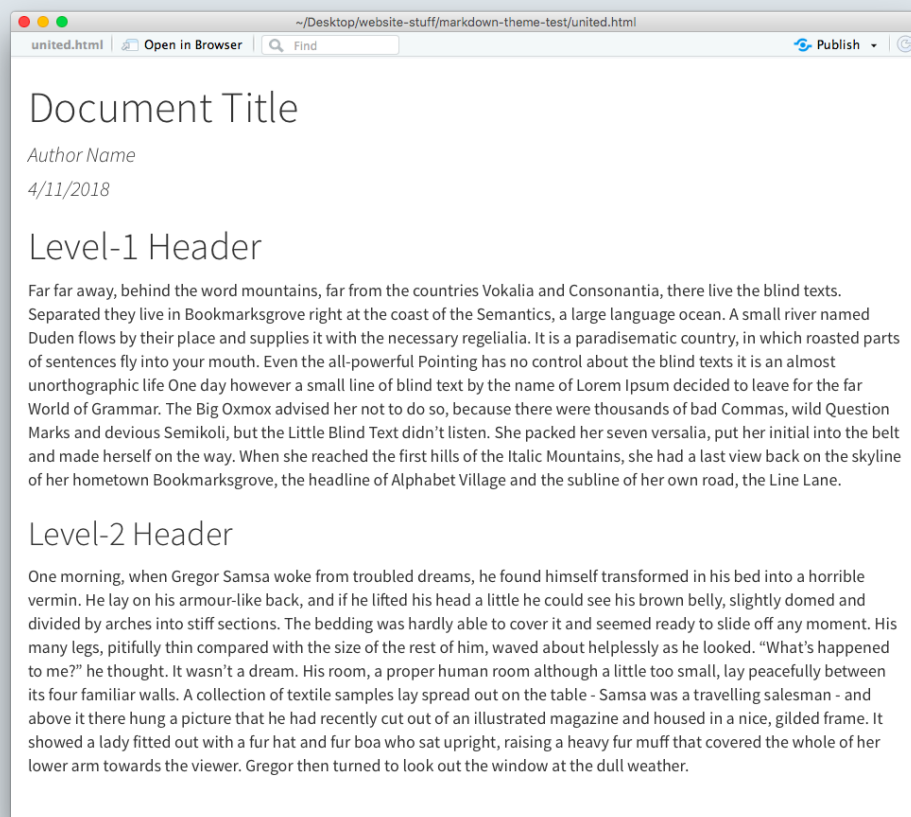 ~/Desktop/website-stuff/markdown-theme-test/united.html
united.html Open in Browser Find Publish
Document Title
Author Name
4/11/2018
Level-1 Header
Far far away, behind the word mountains, far from the countries Vokalia and Consonantia, there live the blind texts.
Separated they live in Bookmarksgrove right at the coast of the Semantics, a large language ocean. A small river named
Duden flows by their place and supplies it with the necessary regelialia. It is a paradisematic country, in which roasted parts
of sentences fly into your mouth. Even the all-powerful Pointing has no control about the blind texts it is an almost
unorthographic life One day however a small line of blind text by the name of Lorem Ipsum decided to leave for the far
World of Grammar. The Big Oxmox advised her not to do so, because there were thousands of bad Commas, wild Question
Marks and devious Semikoli, but the Little Blind Text didn’t listen. She packed her seven versalia, put her initial into the belt
and made herself on the way. When she reached the first hills of the Italic Mountains, she had a last view back on the skyline
of her hometown Bookmarksgrove, the headline of Alphabet Village and the subline of her own road, the Line Lane.
Level-2 Header
One morning, when Gregor Samsa woke from troubled dreams, he found himself transformed in his bed into a horrible
vermin. He lay on his armour-like back, and if he lifted his head a little he could see his brown belly, slightly domed and
divided by arches into stiff sections. The bedding was hardly able to cover it and seemed ready to slide off any moment. His
many legs, pitifully thin compared with the size of the rest of him, waved about helplessly as he looked. “What’s happened
to me?” he thought. It wasn’t a dream. His room, a proper human room although a little too small, lay peacefully between
its four familiar walls. A collection of textile samples lay spread out on the table - Samsa was a travelling salesman - and
above it there hung a picture that he had recently cut out of an illustrated magazine and housed in a nice, gilded frame. It
showed a lady fitted out with a fur hat and fur boa who sat upright, raising a heavy fur muff that covered the whole of her
lower arm towards the viewer. Gregor then turned to look out the window at the dull weather.